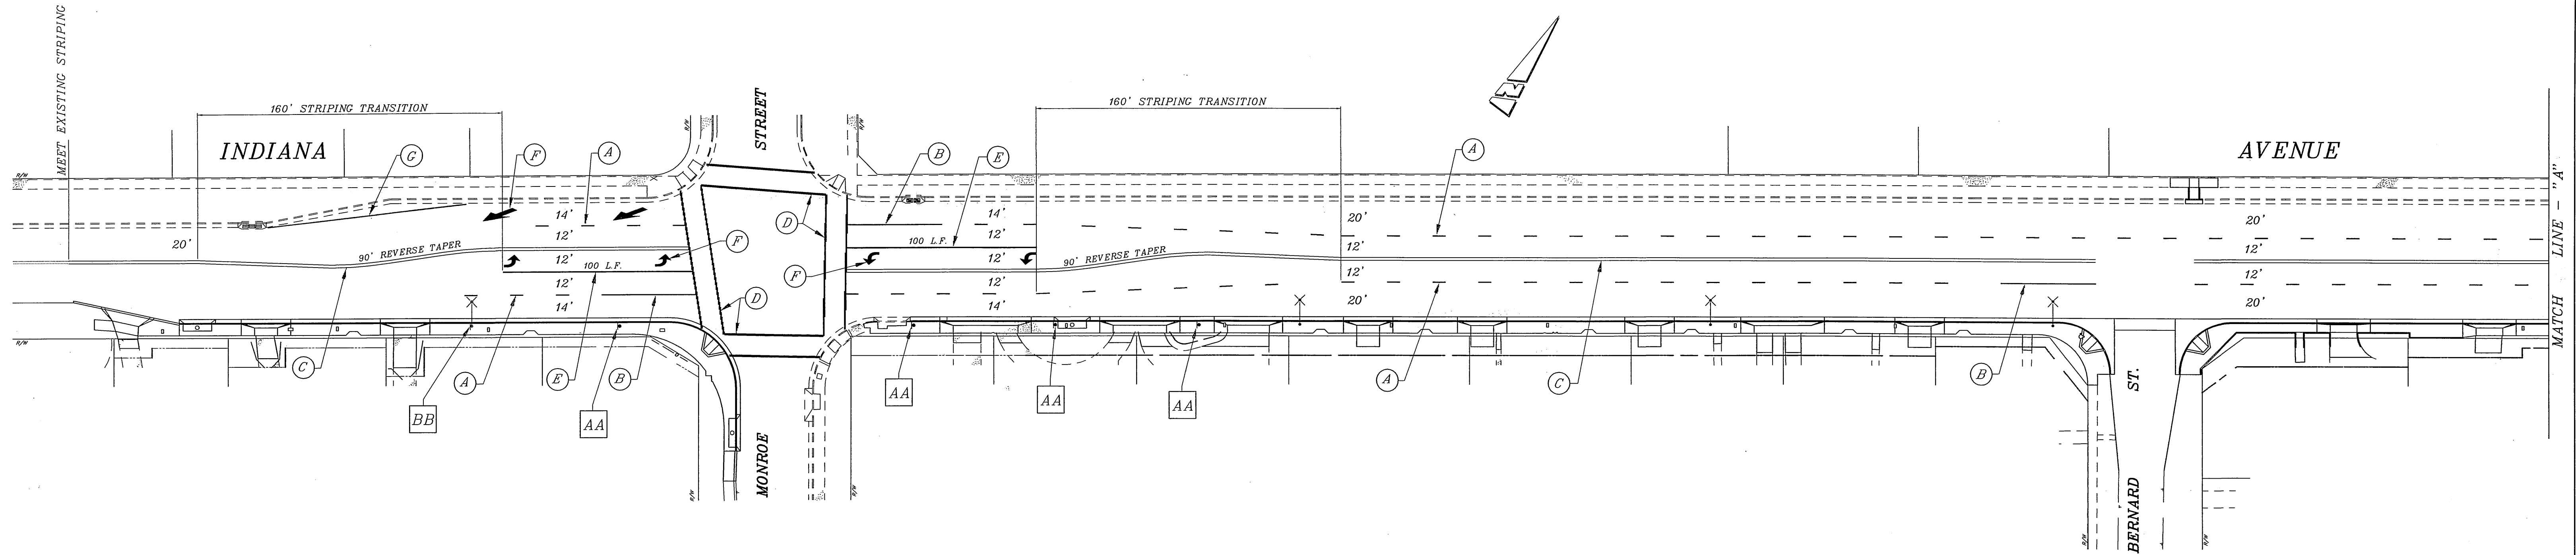 MEET EXISTING STRIPING
160' STRIPING TRANSITION
STREET
160' STRIPING TRANSITION
N
INDIANA
G
F
A
B
E
A
AVENUE
MATCH LINE - "A"
R/W
R/W
R/W
20'
14'
12'
12'
12'
14'
90' REVERSE TAPER
100 L.F.
F
D
D
F
100 L.F.
14'
12'
12'
12'
14'
90' REVERSE TAPER
20'
12'
12'
20'
20'
12'
12'
20'
R/W
C
A
E
B
BB
AA
AA
AA
AA
A
C
B
MONROE
BERNARD ST.
R/W
R/W
R/W
R/W